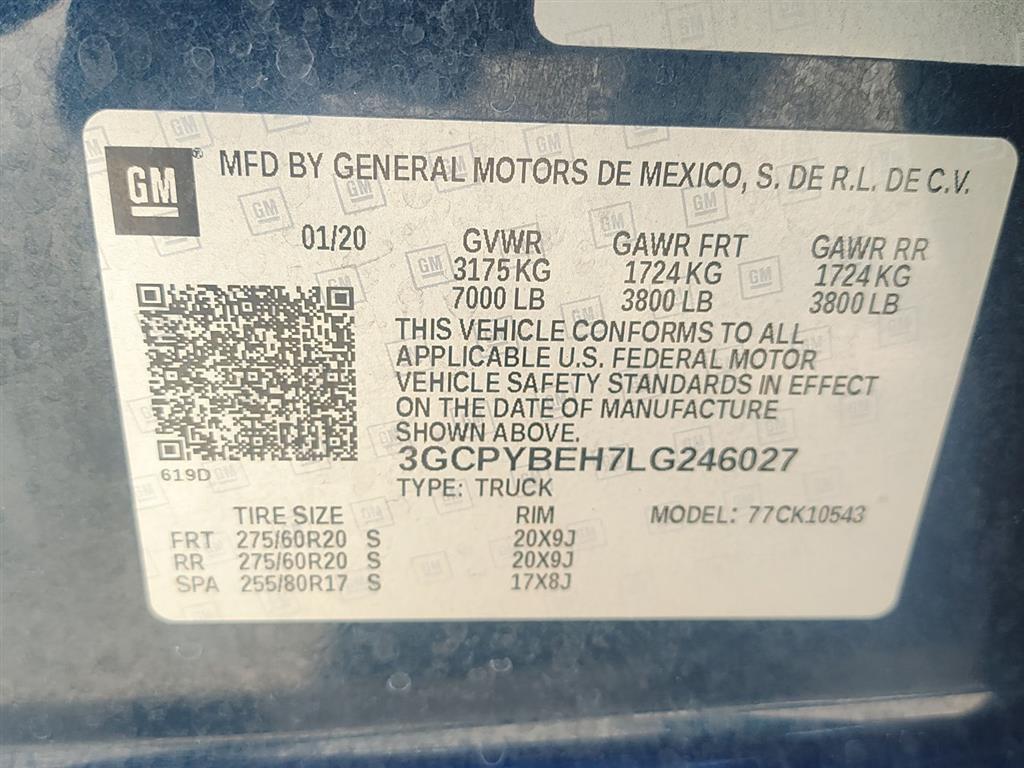 GM® MFD BY GENERAL MOTORS DE MEXICO, S. DE R.L. DE C.V.
01/20 GVWR GAWR FRT GAWR RR
3175 KG 1724 KG 1724 KG
7000 LB 3800 LB 3800 LB
THIS VEHICLE CONFORMS TO ALL
APPLICABLE U.S. FEDERAL MOTOR
VEHICLE SAFETY STANDARDS IN EFFECT
ON THE DATE OF MANUFACTURE
SHOWN ABOVE.
3GCPYBEH7LG246027
619D
TYPE: TRUCK
TIRE SIZE RIM MODEL: 77CK10543
FRT 275/60R20 S 20X9J
RR 275/60R20 S 20X9J
SPA 255/80R17 S 17X8J